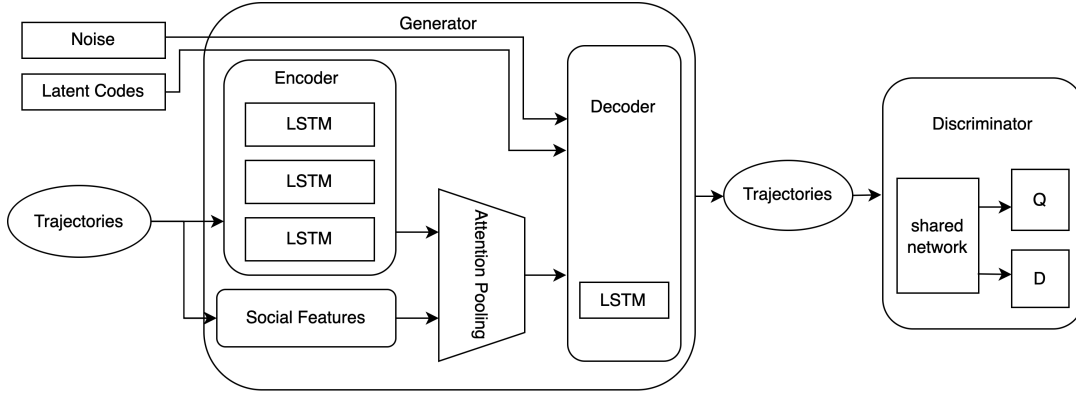 Generator
Noise
Latent Codes
Encoder
LSTM
LSTM
LSTM
Trajectories
Social Features
Attention Pooling
Decoder
LSTM
Trajectories
Discriminator
shared
network
Q
D